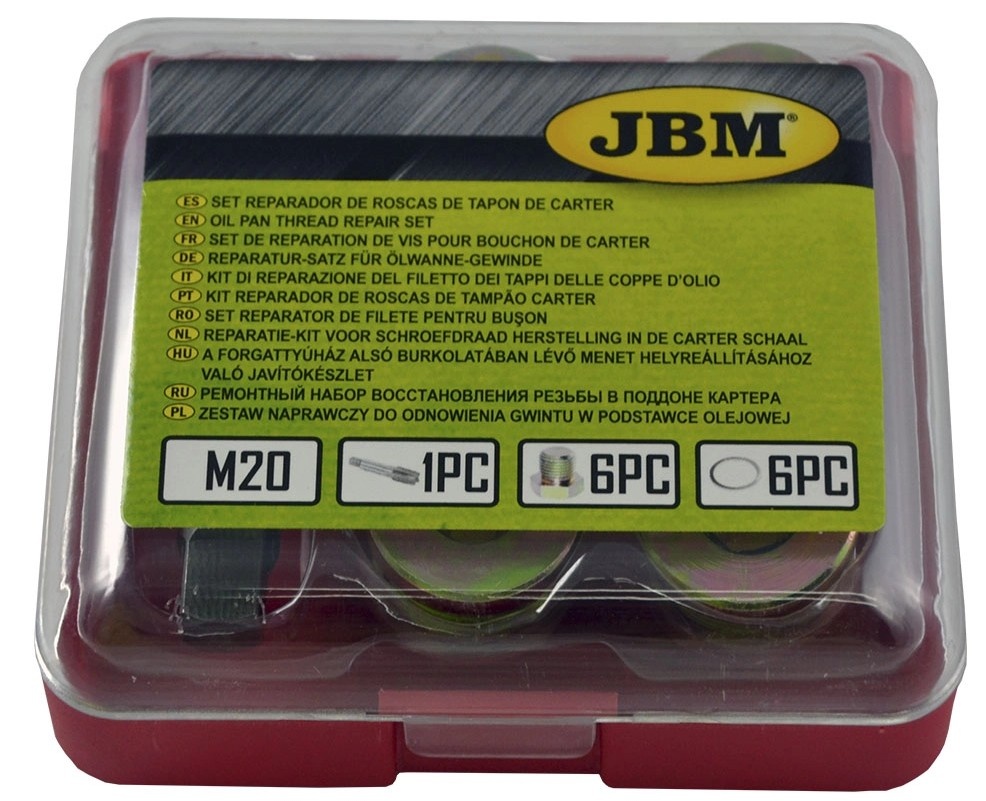 JBM®
ES SET REPARADOR DE ROSCAS DE TAPON DE CARTER
EN OIL PAN THREAD REPAIR SET
FR SET DE REPARATION DE VIS POUR BOUCHON DE CARTER
DE REPARATUR-SATZ FÜR ÖLWANNE-GEWINDE
IT KIT DI REPARAZIONE DEL FILETTO DEI TAPPI DELLE COPPE D'OLIO
PT KIT REPARADOR DE ROSCAS DE TAMPÃO CARTER
RO SET REPARATOR DE FILETE PENTRU BUŞON
NL REPARATIE-KIT VOOR SCHROEFDRAAD HERSTELLING IN DE CARTER SCHAAL
HU A FORGATTYÚHÁZ ALSÓ BURKOLATÁBAN LÉVŐ MENET HELYREÁLLÍTÁSÁHOZ
VALÓ JAVÍTÓKÉSZLET
RU РЕМОНТНЫЙ НАБОР ВОССТАНОВЛЕНИЯ РЕЗЬБЫ В ПОДДОНЕ КАРТЕРА
PL ZESTAW NAPRAWCZY DO ODNOWIENIA GWINTU W PODSTAWCE OLEJOWEJ
M20 1PC 6PC 6PC